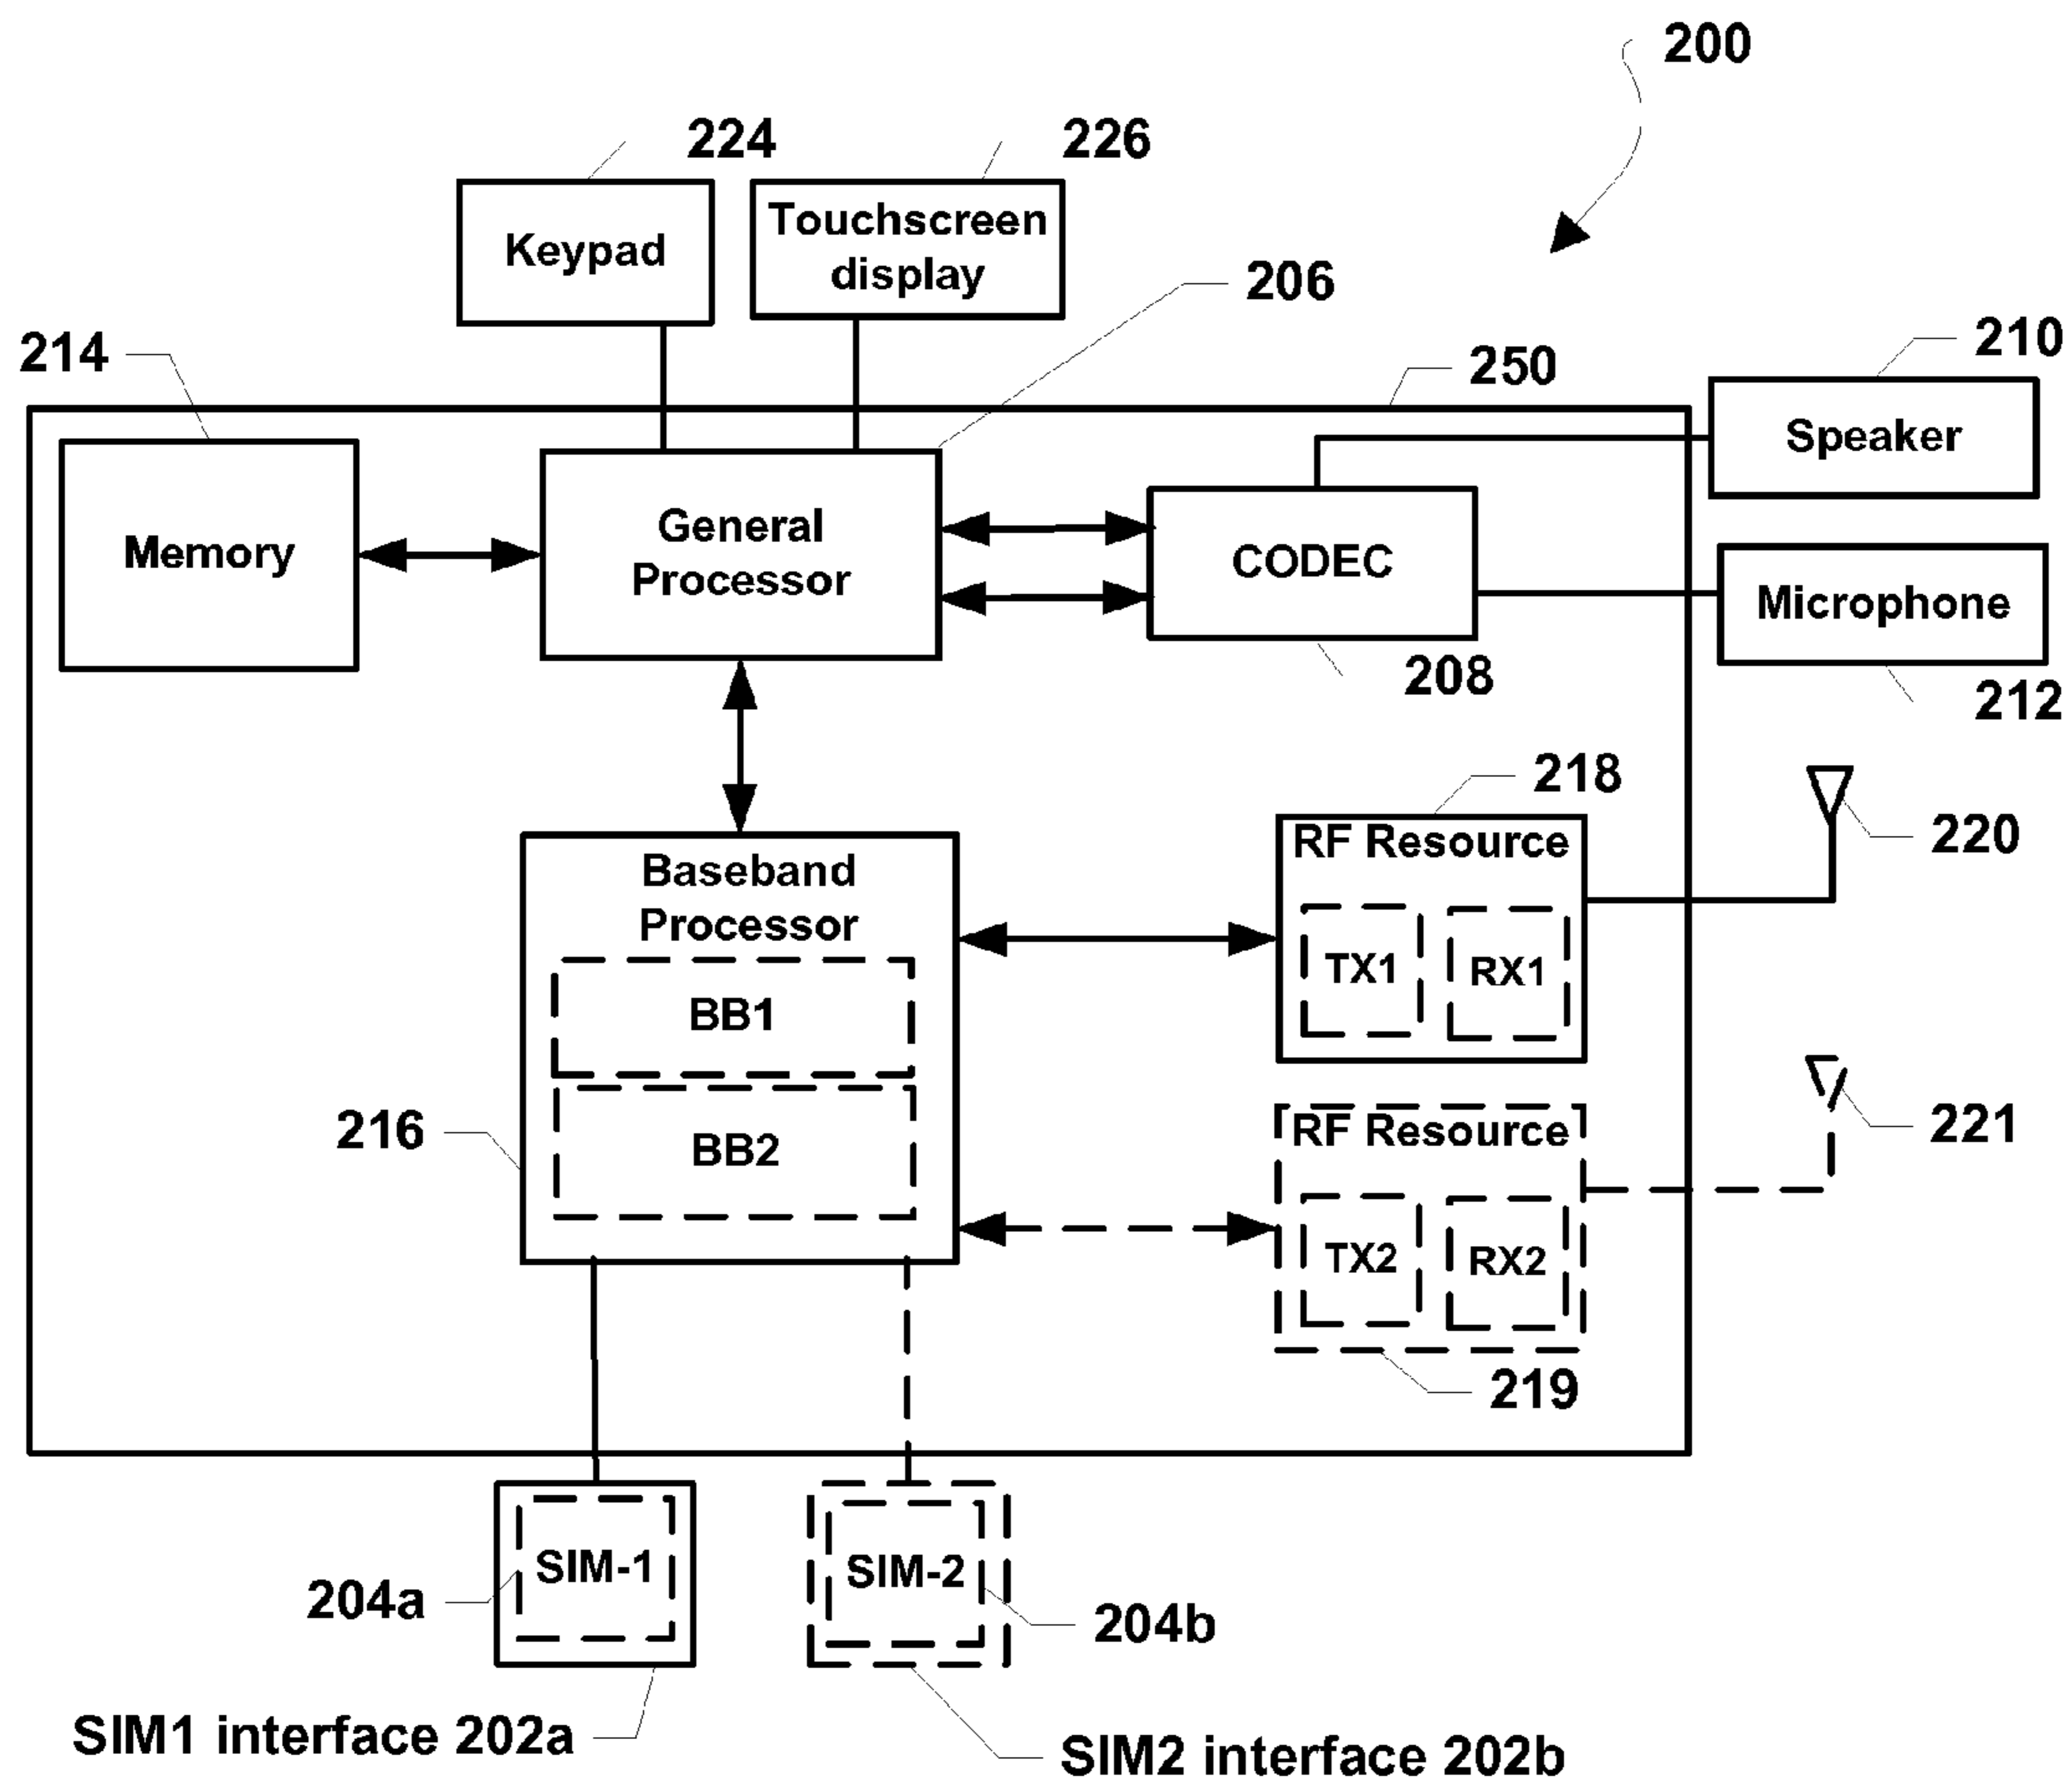 200
224
226
Keypad
Touchscreen
display
206
214
250
210
Speaker
Memory
General
Processor
CODEC
Microphone
208
212
218
220
Baseband
Processor
RF Resource
TX1
RX1
BB1
BB2
216
221
RF Resource
TX2
RX2
219
SIM-1
SIM-2
204a
204b
SIM1 interface 202a
SIM2 interface 202b